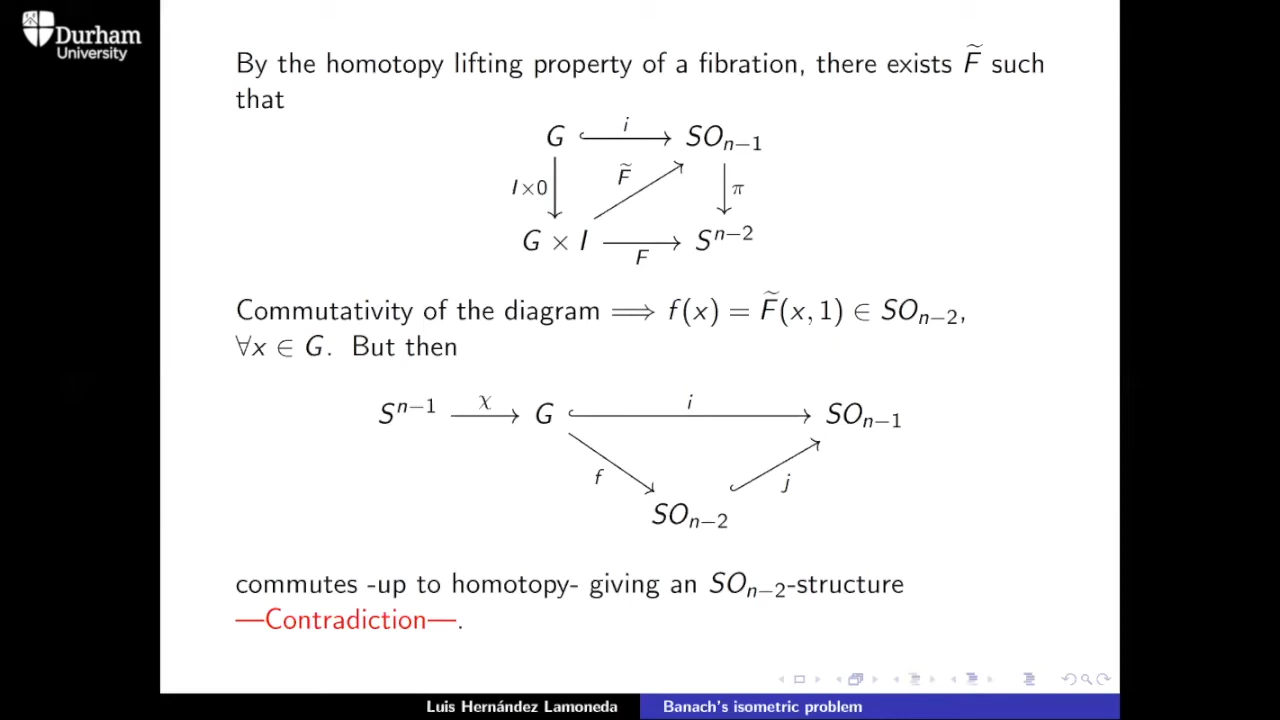 Durham
University
By the homotopy lifting property of a fibration, there exists F̃ such
that
G i SO_{n−1}
I×0 F̃ π
G × I F S^{n−2}
Commutativity of the diagram ⟹ f(x) = F̃(x, 1) ∈ SO_{n−2},
∀x ∈ G. But then
S^{n−1} χ G i SO_{n−1}
f j
SO_{n−2}
commutes -up to homotopy- giving an SO_{n−2}-structure
—Contradiction—.
Luis Hernández Lamoneda Banach's isometric problem